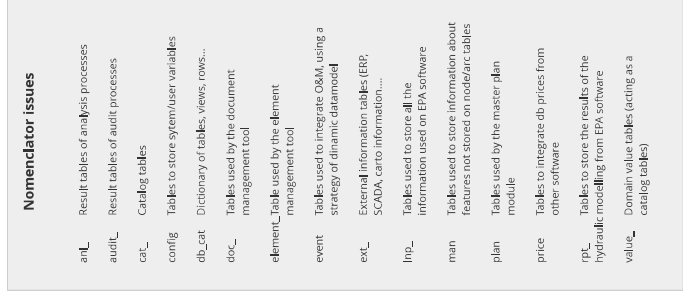 Nomenclator issues
anl_ Result tables of analysis processes
audit_ Result tables of audit processes
cat_ Catalog tables
config Tables to store sytem/user variables
db_cat Dictionary of tables, views, rows...
doc_ Tables used by the document
management tool
element_ Table used by the element
management tool
event Tables used to integrate O&M, using a
strategy of dinamic datamodel
ext_ External information tables (ERP,
SCADA, carto information....
Inp_ Tables used to store all the
information used on EPA software
man Tables used to store information about
features not stored on node/arc tables
plan Tables used by the master plan
module
price Tables to integrate db prices from
other software
rpt_ Tables to store the results of the
hydraulic modelling from EPA software
value_ Domain value tables (acting as a
catalog tables)